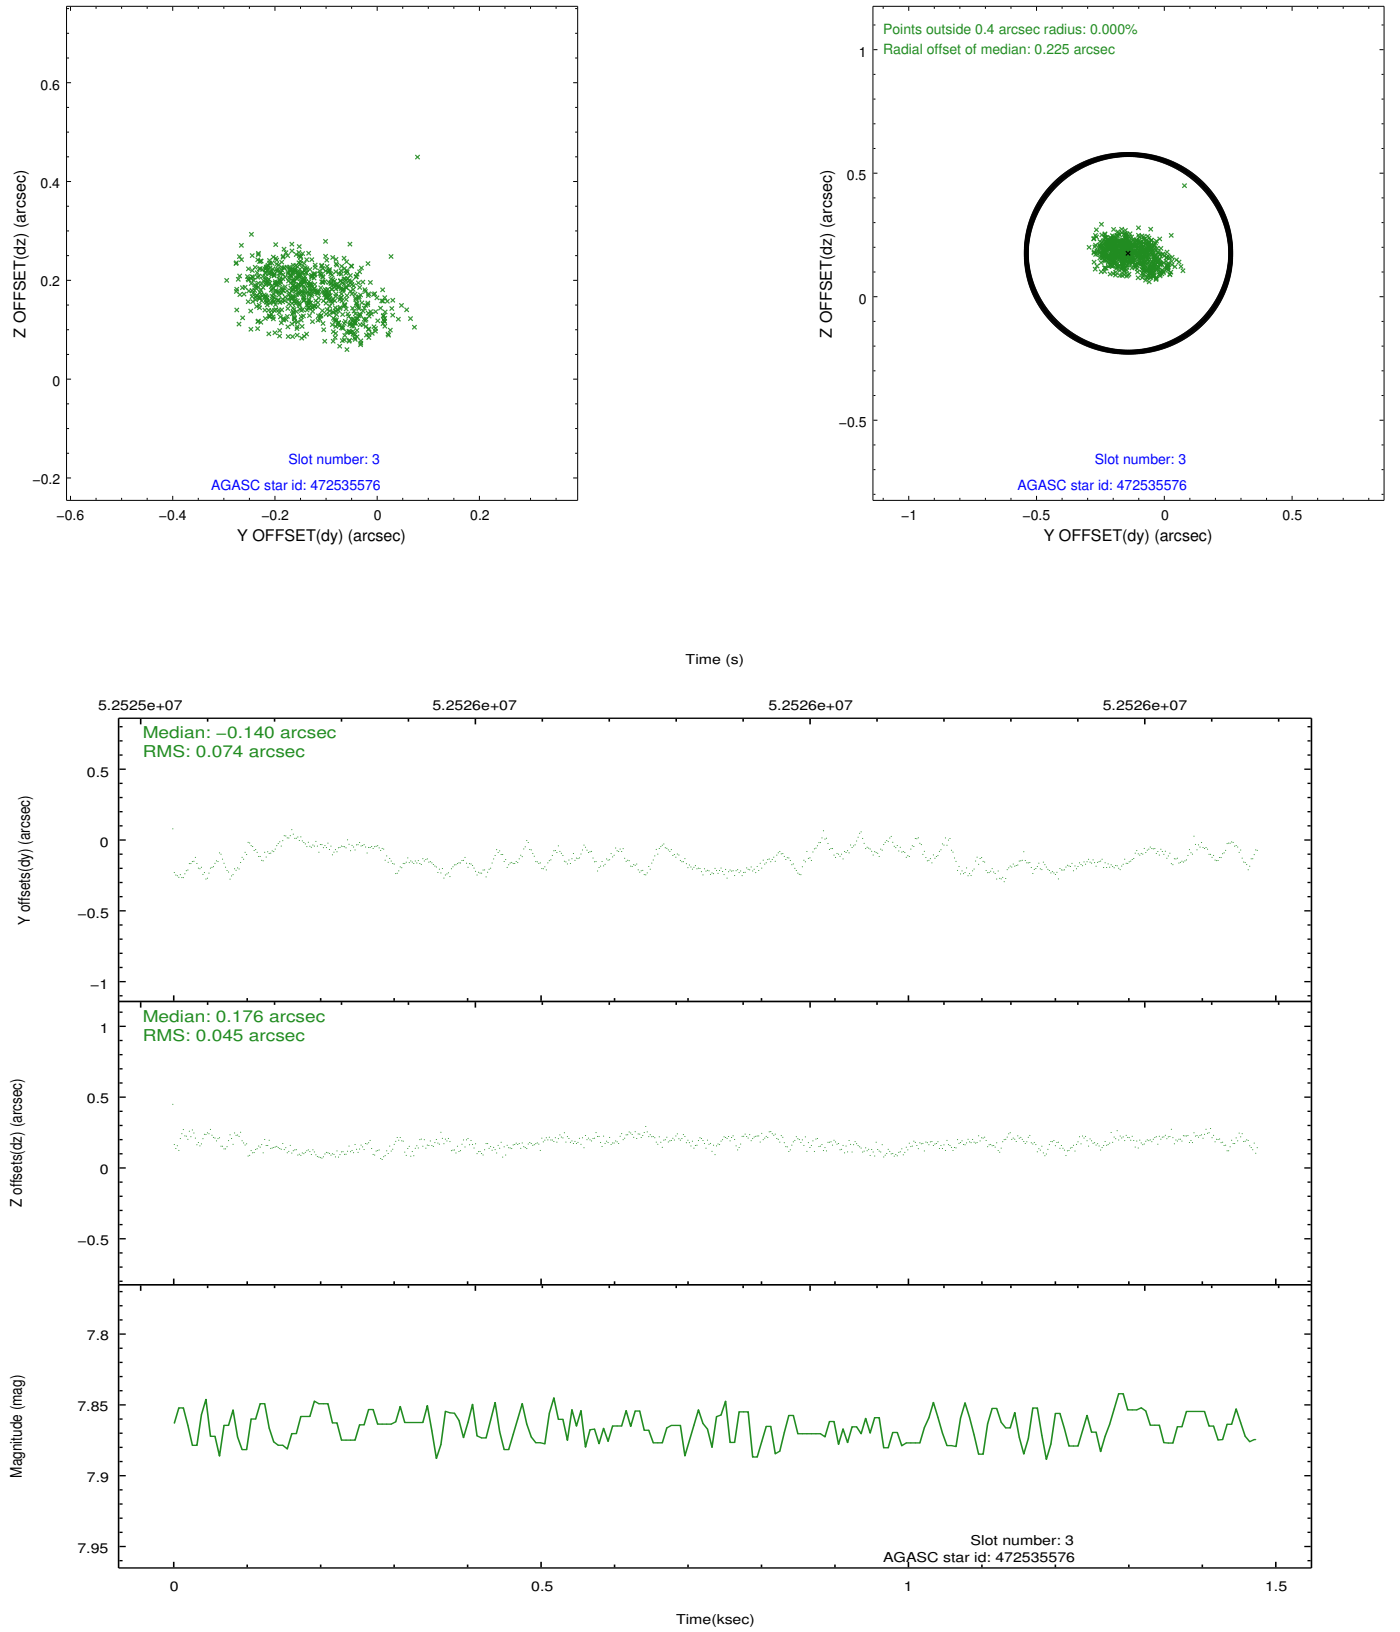 0.6
0.4
0.2
0
−0.2
Z OFFSET(dz) (arcsec)
Slot number: 3
AGASC star id: 472535576
−0.6
−0.4
−0.2
0
0.2
Y OFFSET(dy) (arcsec)
Points outside 0.4 arcsec radius: 0.000%
Radial offset of median: 0.225 arcsec
1
0.5
0
−0.5
Z OFFSET(dz) (arcsec)
Slot number: 3
AGASC star id: 472535576
−1
−0.5
0
0.5
Y OFFSET(dy) (arcsec)
Time (s)
5.2525e+07
5.2526e+07
5.2526e+07
5.2526e+07
Median: −0.140 arcsec
RMS: 0.074 arcsec
0.5
0
−0.5
−1
Y offsets(dy) (arcsec)
Median: 0.176 arcsec
RMS: 0.045 arcsec
1
0.5
0
−0.5
Z offsets(dz) (arcsec)
7.8
7.85
7.9
7.95
Magnitude (mag)
Slot number: 3
AGASC star id: 472535576
0
0.5
1
1.5
Time(ksec)